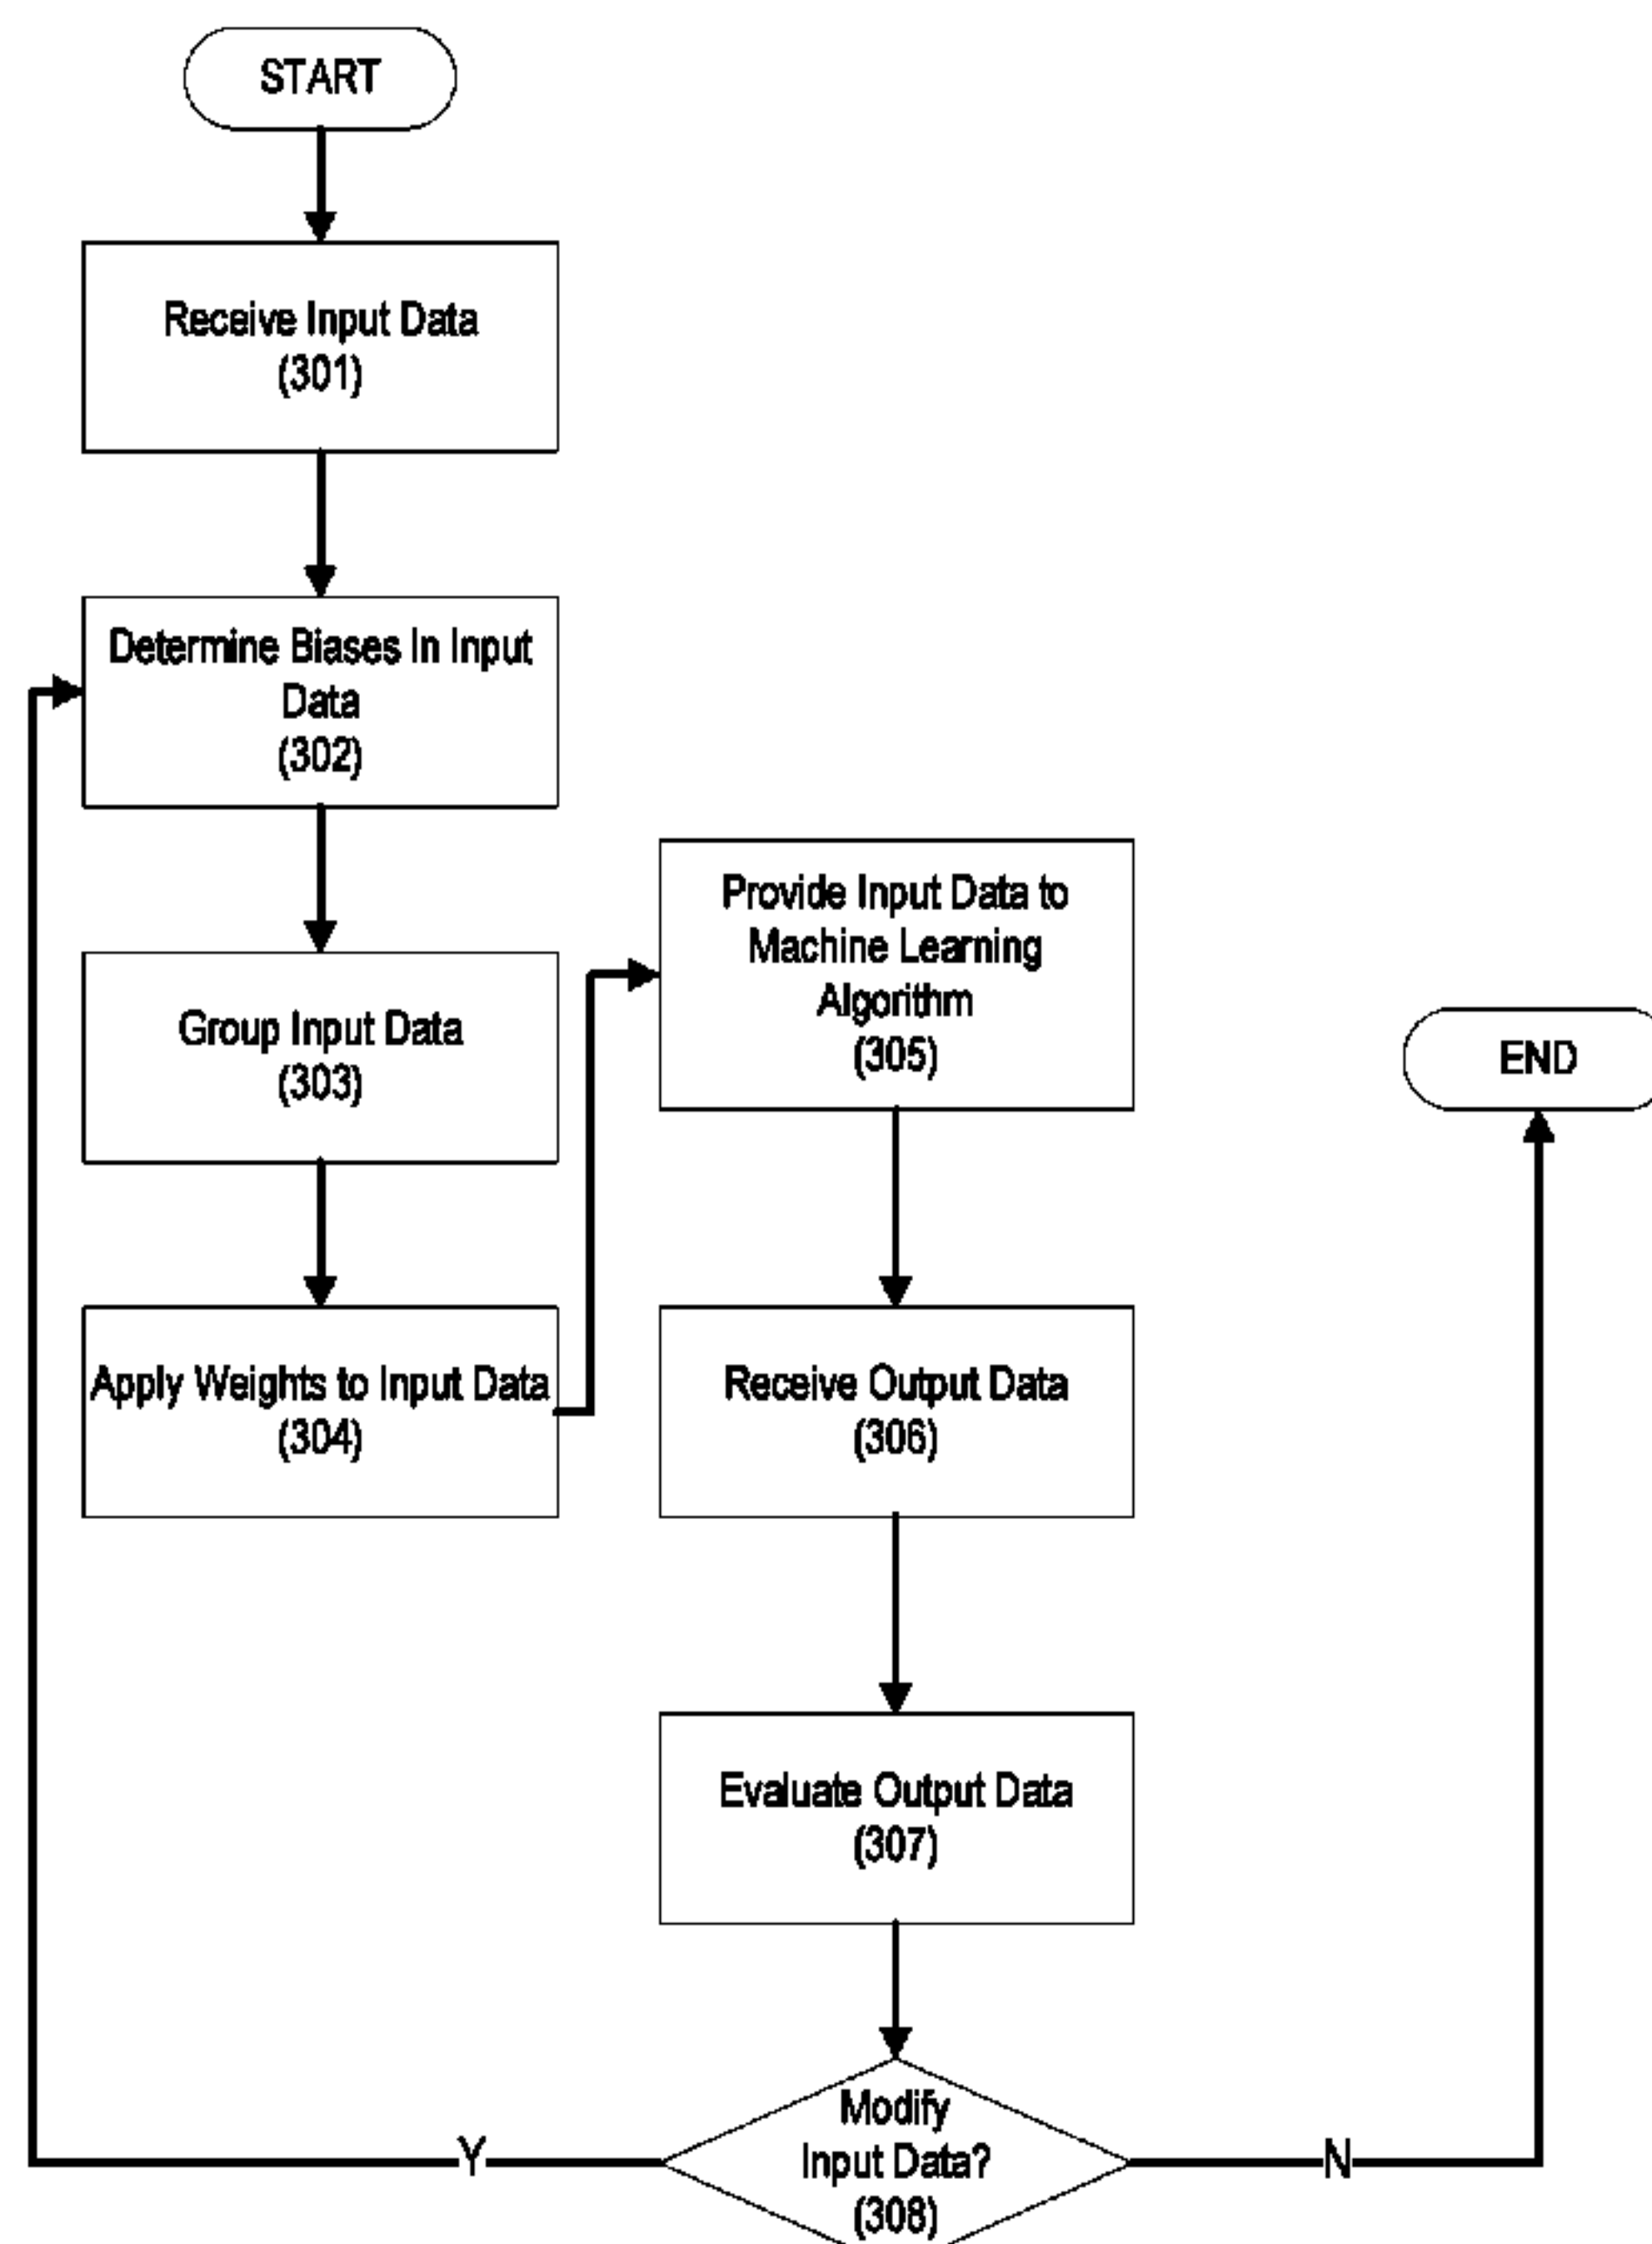 START
Receive Input Data
(301)
Determine Biases In Input
Data
(302)
Group Input Data
(303)
Apply Weights to Input Data
(304)
Provide Input Data to
Machine Learning
Algorithm
(305)
Receive Output Data
(306)
Evaluate Output Data
(307)
Modify
Input Data?
(308)
Y
N
END